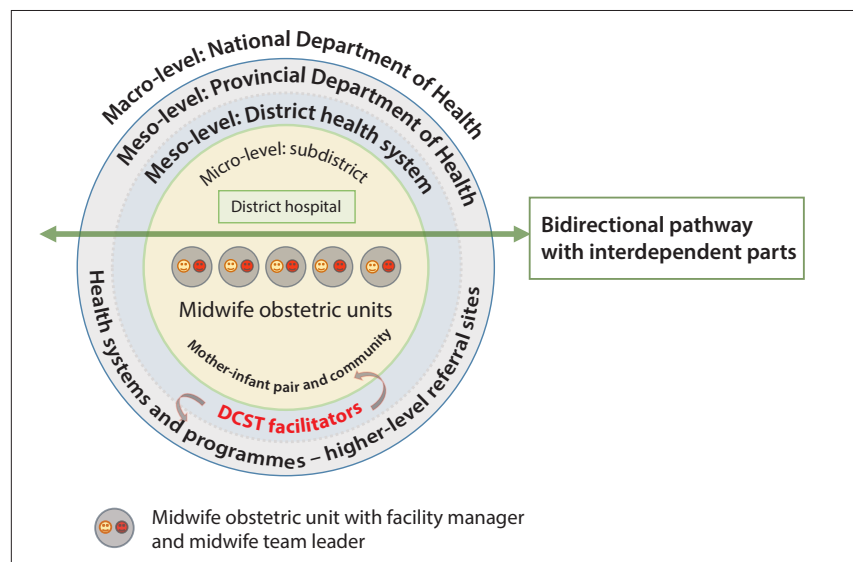 Macro-level: National Department of Health
Meso-level: Provincial Department of Health
Meso-level: District health system
Micro-level: subdistrict
District hospital
Bidirectional pathway
with interdependent parts
Midwife obstetric units
Mother-infant pair and community
DCST facilitators
Health systems and programmes – higher-level referral sites
Midwife obstetric unit with facility manager
and midwife team leader